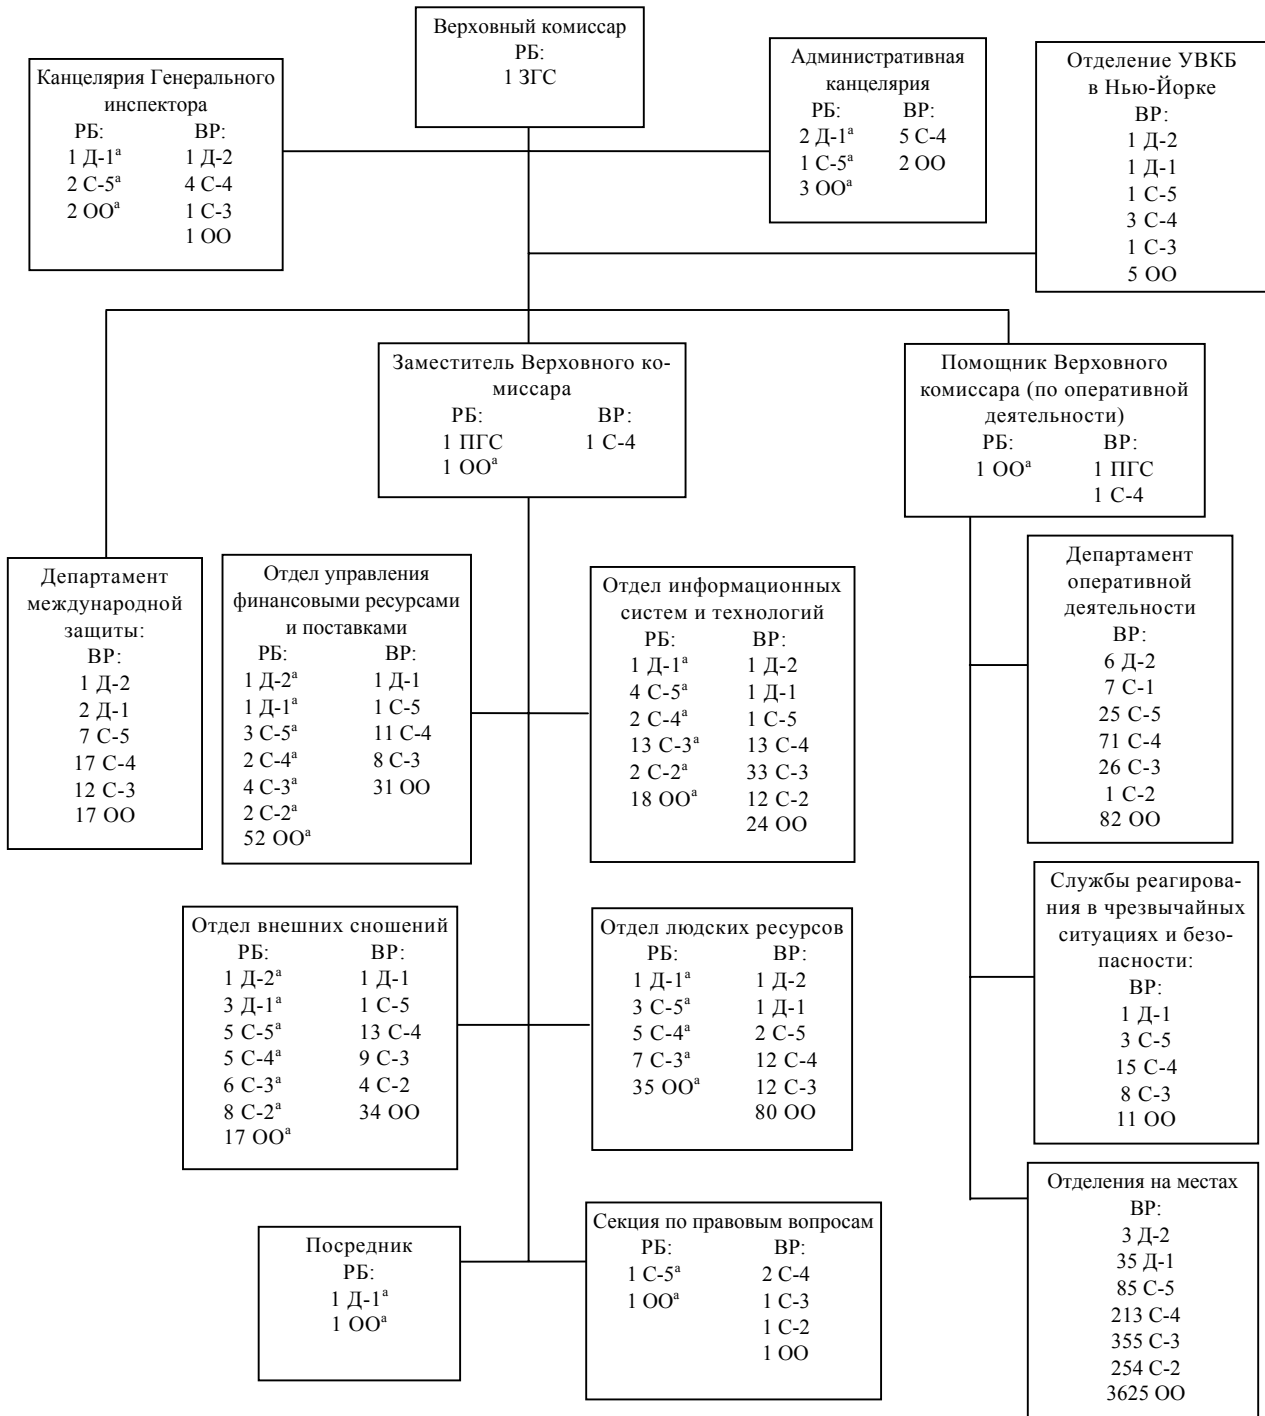 Верховный комиссар
РБ:
1 ЗГС
Канцелярия Генерального
инспектора
РБ: ВР:
1 Д-1ᵃ 1 Д-2
2 С-5ᵃ 4 С-4
2 ООᵃ 1 С-3
1 ОО
Административная
канцелярия
РБ: ВР:
2 Д-1ᵃ 5 С-4
1 С-5ᵃ 2 ОО
3 ООᵃ
Отделение УВКБ
в Нью-Йорке
ВР:
1 Д-2
1 Д-1
1 С-5
3 С-4
1 С-3
5 ОО
Заместитель Верховного ко-
миссара
РБ: ВР:
1 ПГС 1 С-4
1 ООᵃ
Помощник Верховного
комиссара (по оперативной
деятельности)
РБ: ВР:
1 ООᵃ 1 ПГС
1 С-4
Департамент
международной
защиты:
ВР:
1 Д-2
2 Д-1
7 С-5
17 С-4
12 С-3
17 ОО
Отдел управления
финансовыми ресурсами
и поставками
РБ: ВР:
1 Д-2ᵃ 1 Д-1
1 Д-1ᵃ 1 С-5
3 С-5ᵃ 11 С-4
2 С-4ᵃ 8 С-3
4 С-3ᵃ 31 ОО
2 С-2ᵃ
52 ООᵃ
Отдел информационных
систем и технологий
РБ: ВР:
1 Д-1ᵃ 1 Д-2
4 С-5ᵃ 1 Д-1
2 С-4ᵃ 1 С-5
13 С-3ᵃ 13 С-4
2 С-2ᵃ 33 С-3
18 ООᵃ 12 С-2
24 ОО
Департамент
оперативной
деятельности
ВР:
6 Д-2
7 С-1
25 С-5
71 С-4
26 С-3
1 С-2
82 ОО
Отдел внешних сношений
РБ: ВР:
1 Д-2ᵃ 1 Д-1
3 Д-1ᵃ 1 С-5
5 С-5ᵃ 13 С-4
5 С-4ᵃ 9 С-3
6 С-3ᵃ 4 С-2
8 С-2ᵃ 34 ОО
17 ООᵃ
Отдел людских ресурсов
РБ: ВР:
1 Д-1ᵃ 1 Д-2
3 С-5ᵃ 1 Д-1
5 С-4ᵃ 2 С-5
7 С-3ᵃ 12 С-4
35 ООᵃ 12 С-3
80 ОО
Службы реагирова-
ния в чрезвычайных
ситуациях и безо-
пасности:
ВР:
1 Д-1
3 С-5
15 С-4
8 С-3
11 ОО
Посредник
РБ:
1 Д-1ᵃ
1 ООᵃ
Секция по правовым вопросам
РБ: ВР:
1 С-5ᵃ 2 С-4
1 ООᵃ 1 С-3
1 С-2
1 ОО
Отделения на местах
ВР:
3 Д-2
35 Д-1
85 С-5
213 С-4
355 С-3
254 С-2
3625 ОО